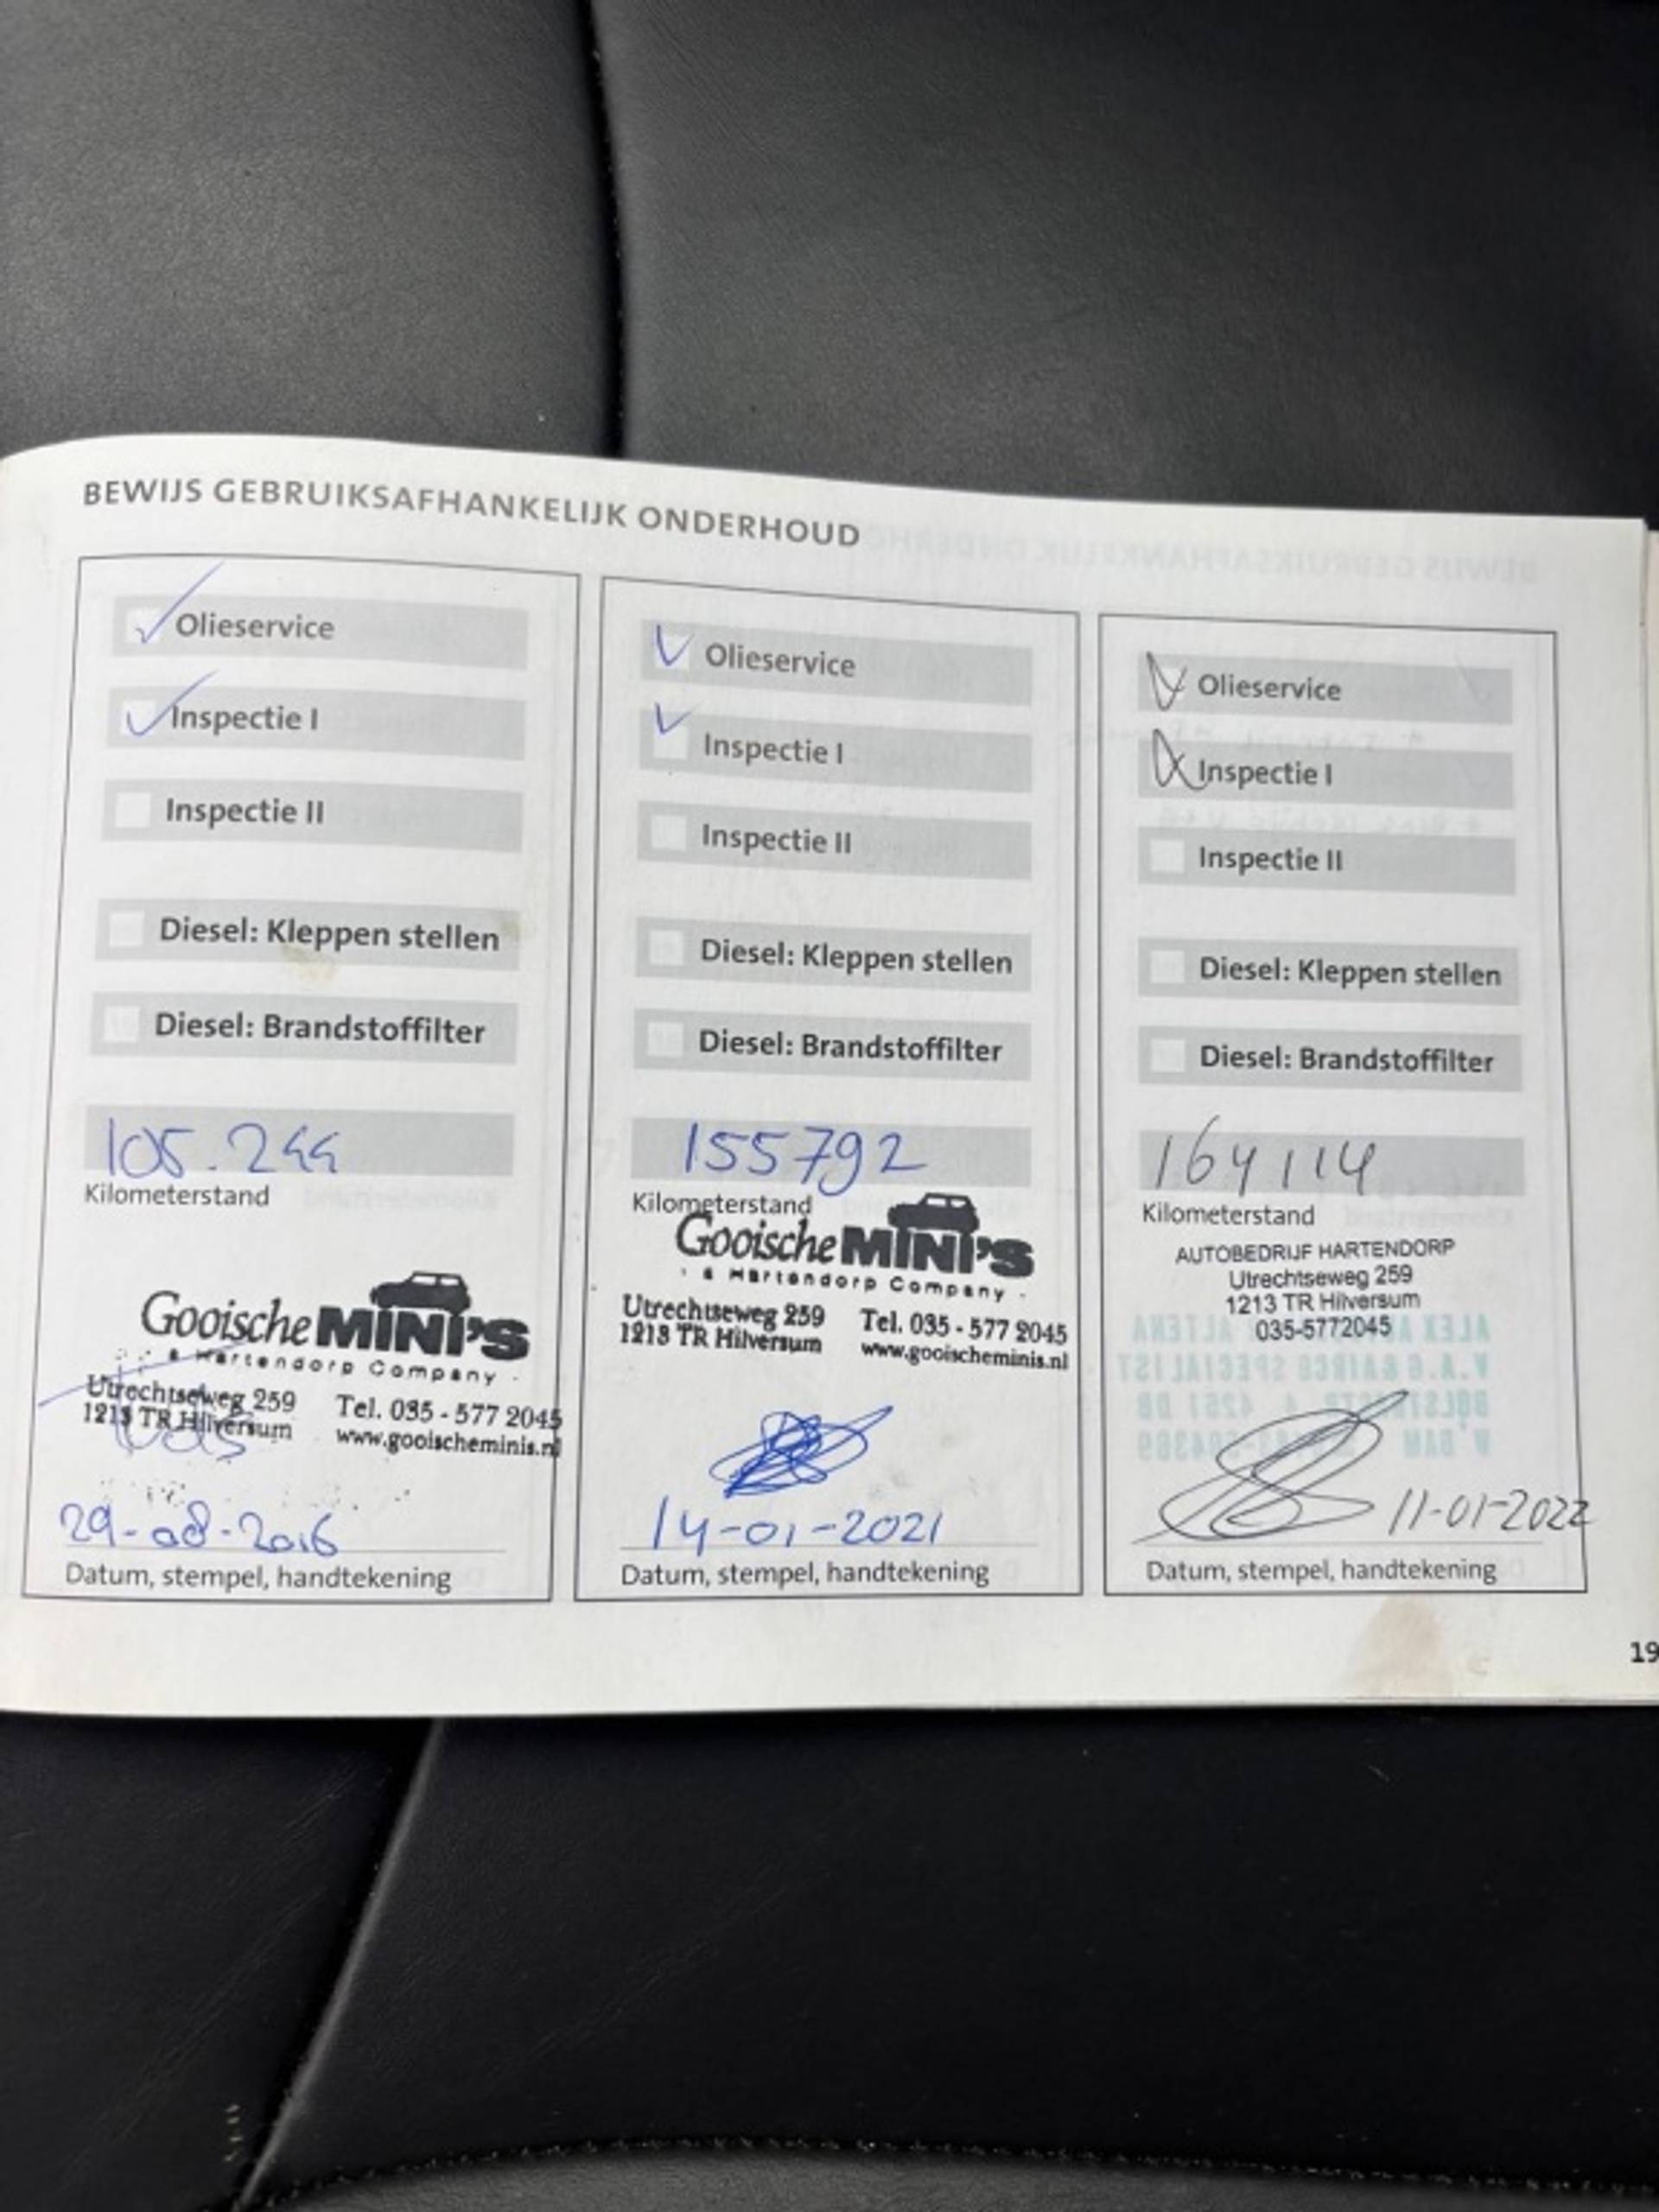 BEWIJS GEBRUIKSAFHANKELIJK ONDERHOUD
Olieservice
Inspectie I
Inspectie II
Diesel: Kleppen stellen
Diesel: Brandstoffilter
105.244
Kilometerstand
Gooische MINI'S
a Hartendorp Company
Utrechtseweg 259 Tel. 035 - 577 2045
1213 TR Hilversum www.gooischeminis.nl
29-08-2016
Datum, stempel, handtekening
Olieservice
Inspectie I
Inspectie II
Diesel: Kleppen stellen
Diesel: Brandstoffilter
155792
Kilometerstand
Gooische MINI'S
a Hartendorp Company
Utrechtseweg 259 Tel. 035 - 577 2045
1213 TR Hilversum www.gooischeminis.nl
14-01-2021
Datum, stempel, handtekening
Olieservice
Inspectie I
Inspectie II
Diesel: Kleppen stellen
Diesel: Brandstoffilter
164114
Kilometerstand
AUTOBEDRIJF HARTENDORP
Utrechtseweg 259
1213 TR Hilversum
035-5772045
11-01-2022
Datum, stempel, handtekening
19